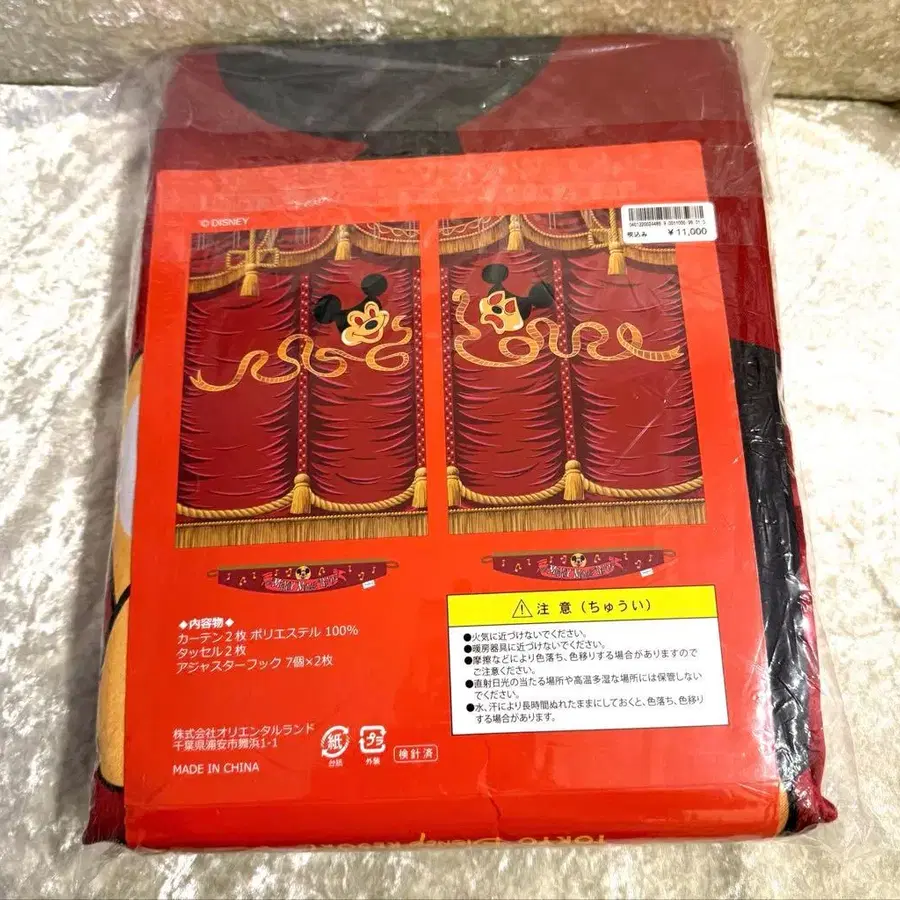 © DISNEY
税込み ¥11,000
◆内容物◆
カーテン2枚 ポリエステル 100%
タッセル2枚
アジャスターフック 7個×2枚
⚠ 注 意 (ちゅうい)
●火気に近づけないでください。
●暖房器具に近づけないでください。
●摩擦などにより色落ち、色移りする場合がありますので
ご注意ください。
●直射日光の当たる場所や高温多湿な場所には保管しない
でください。
●水、汗により長時間ぬれたままにしておくと、色落ち、色移り
する場合があります。
株式会社オリエンタルランド
千葉県浦安市舞浜1-1
紙
台紙
プラ
外装
検針済
MADE IN CHINA
TOKYO DISNEY RESORT